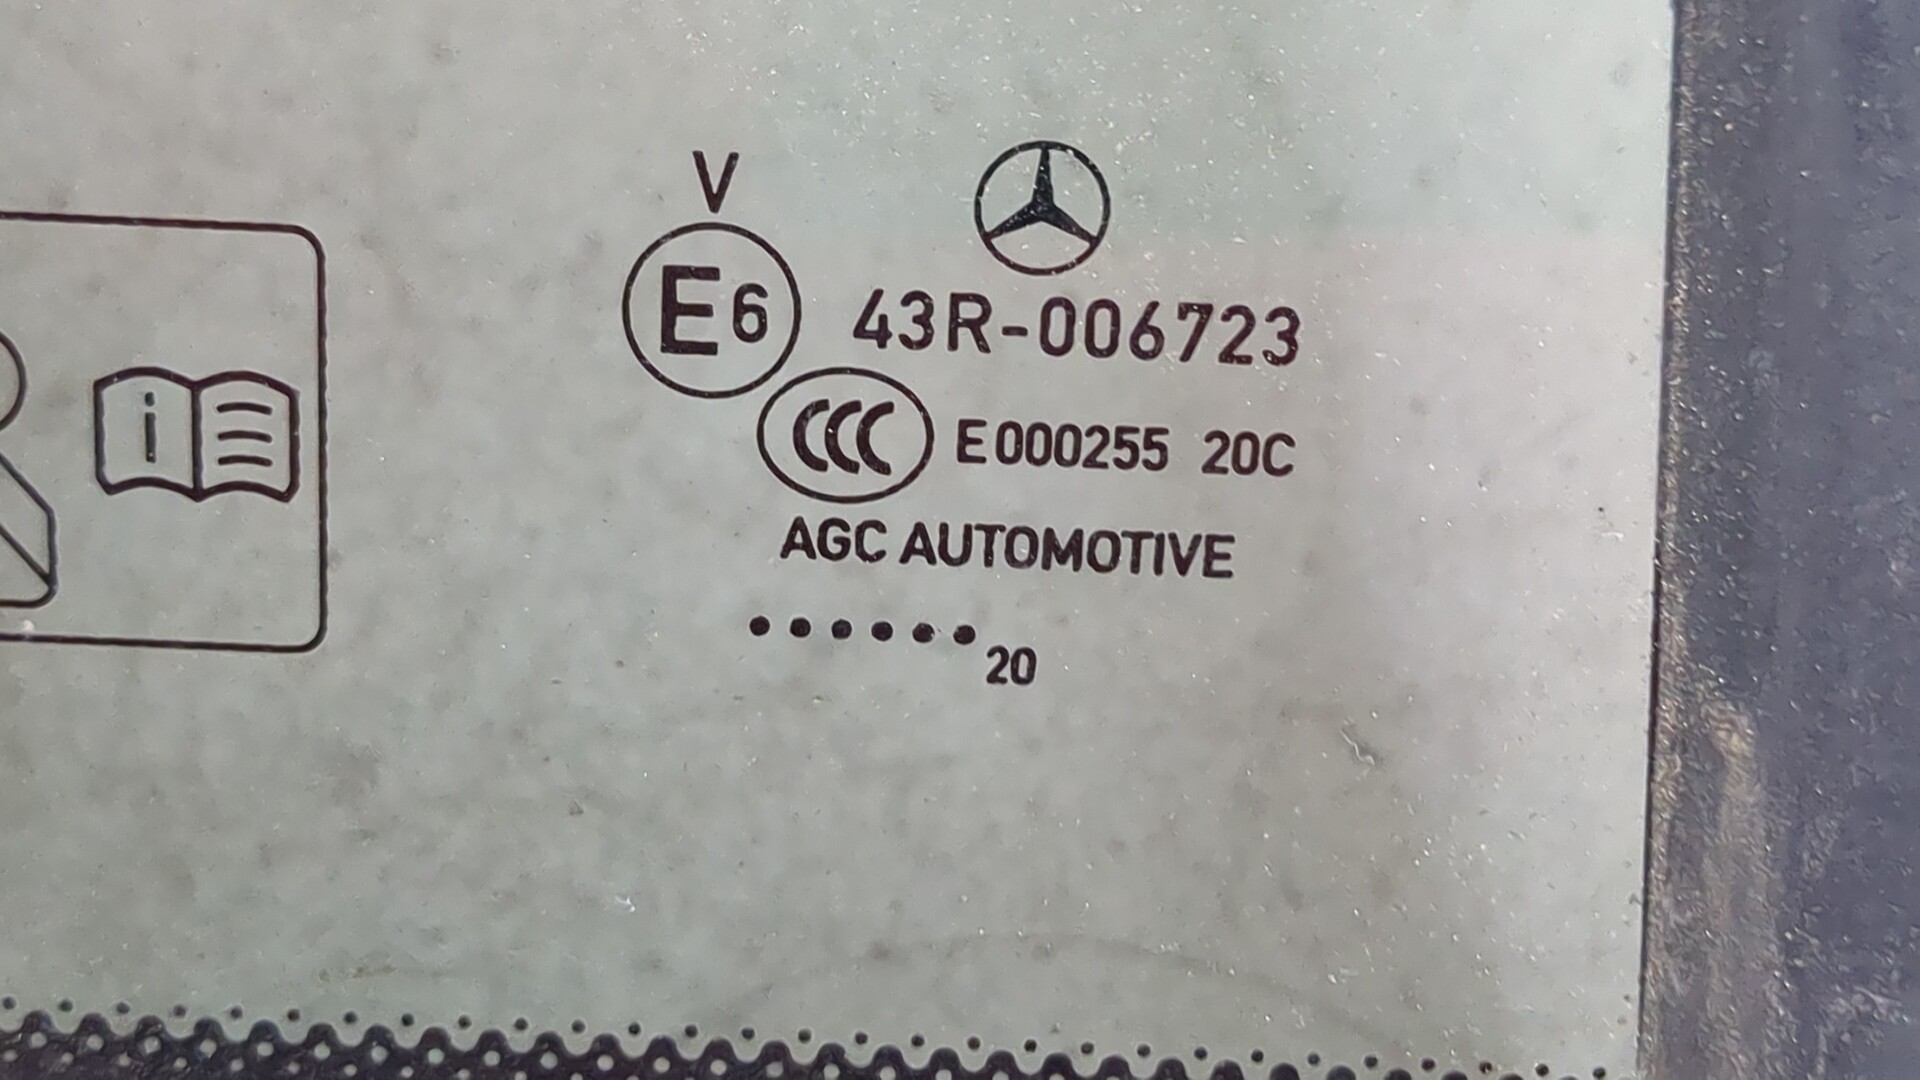 V
E6 43R-006723
CCC E000255 20C
AGC AUTOMOTIVE
...... 20
i